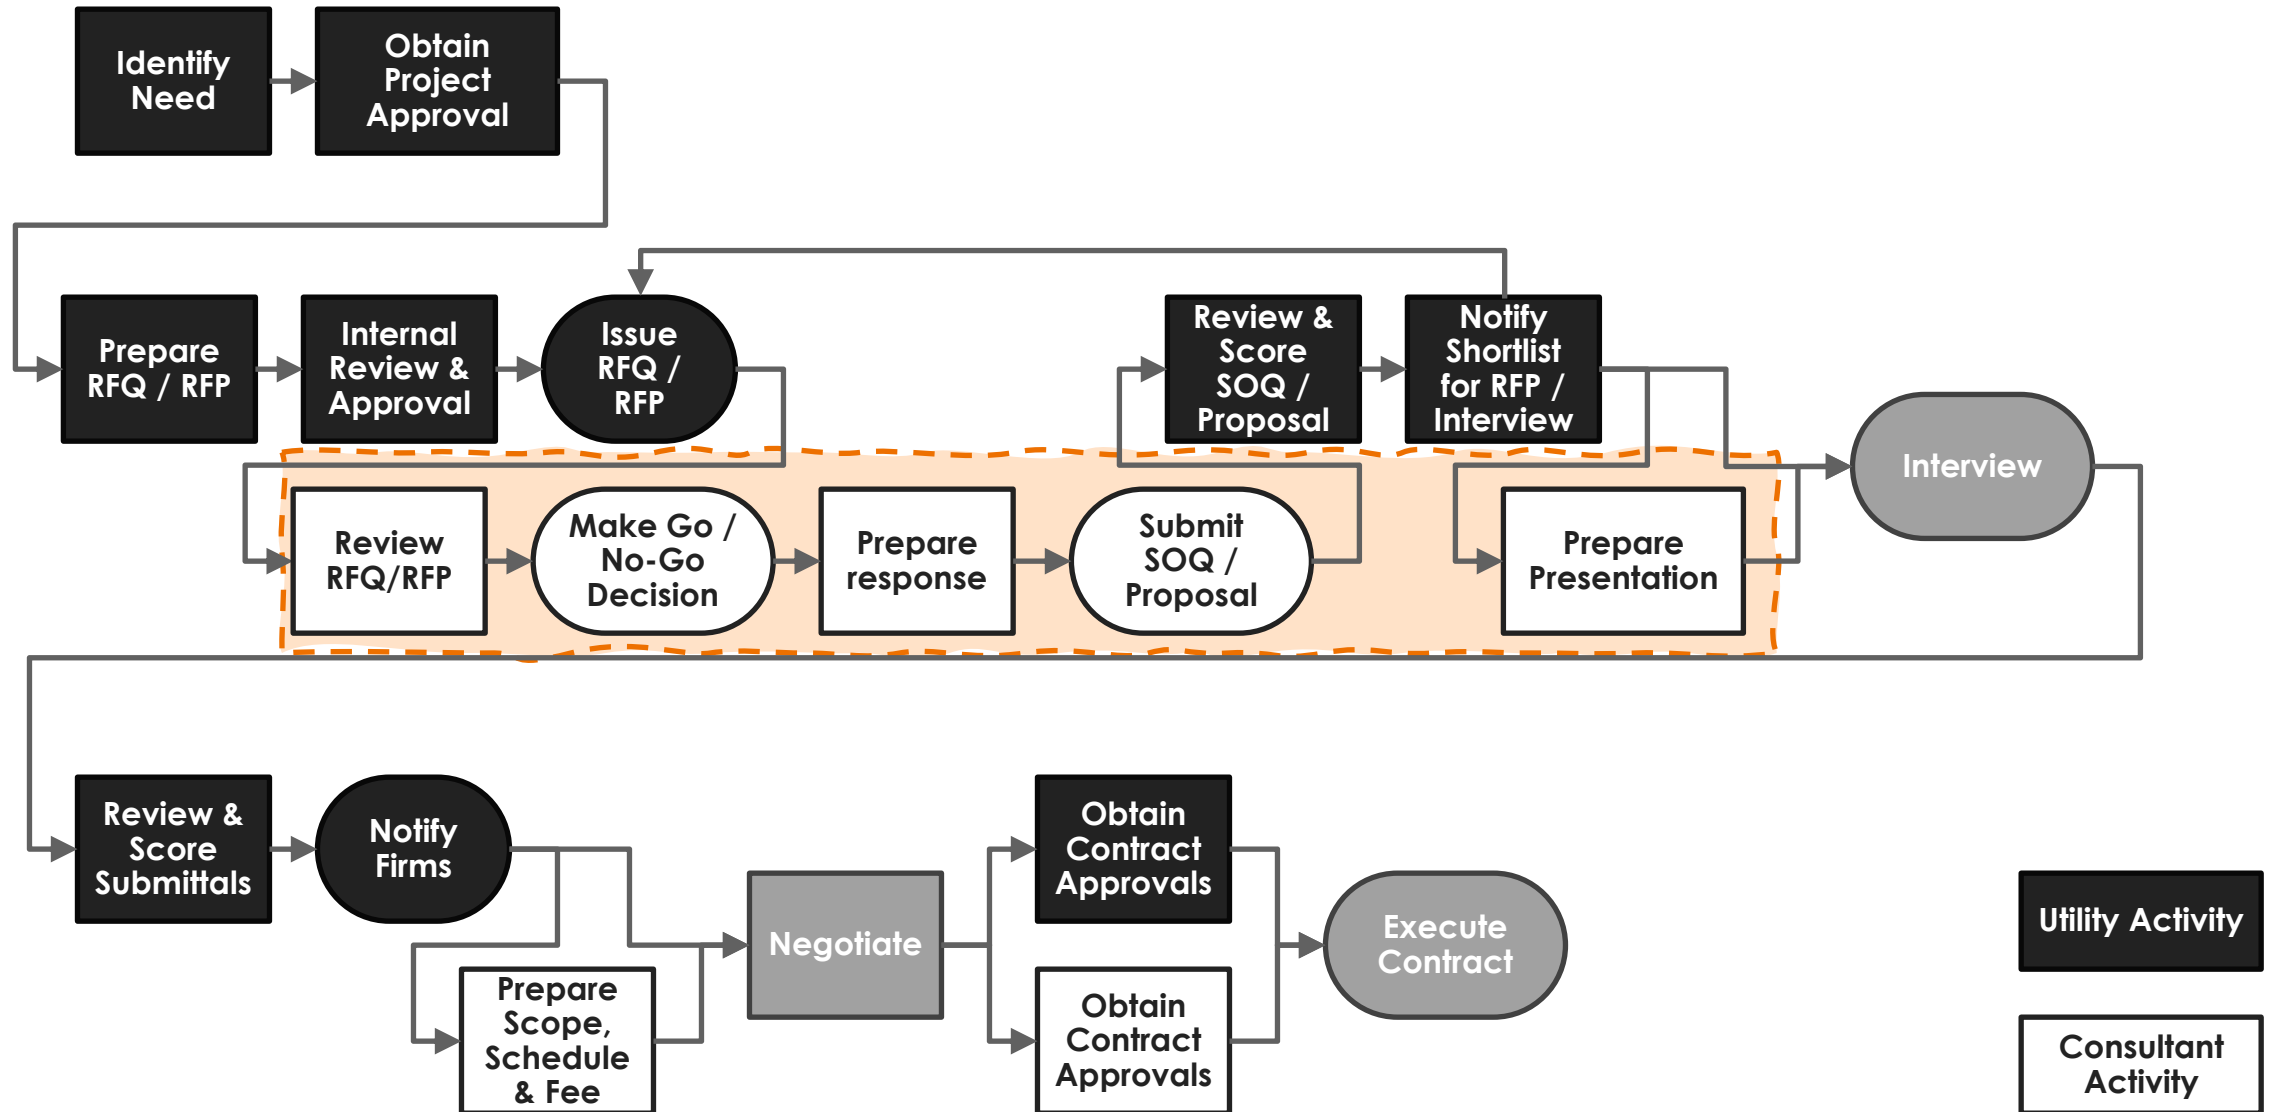 Identify
Need
Obtain
Project
Approval
Prepare
RFQ / RFP
Internal
Review &
Approval
Issue
RFQ /
RFP
Review &
Score
SOQ /
Proposal
Notify
Shortlist
for RFP /
Interview
Interview
Review
RFQ/RFP
Make Go /
No-Go
Decision
Prepare
response
Submit
SOQ /
Proposal
Prepare
Presentation
Review &
Score
Submittals
Notify
Firms
Prepare
Scope,
Schedule
& Fee
Negotiate
Obtain
Contract
Approvals
Obtain
Contract
Approvals
Execute
Contract
Utility Activity
Consultant
Activity